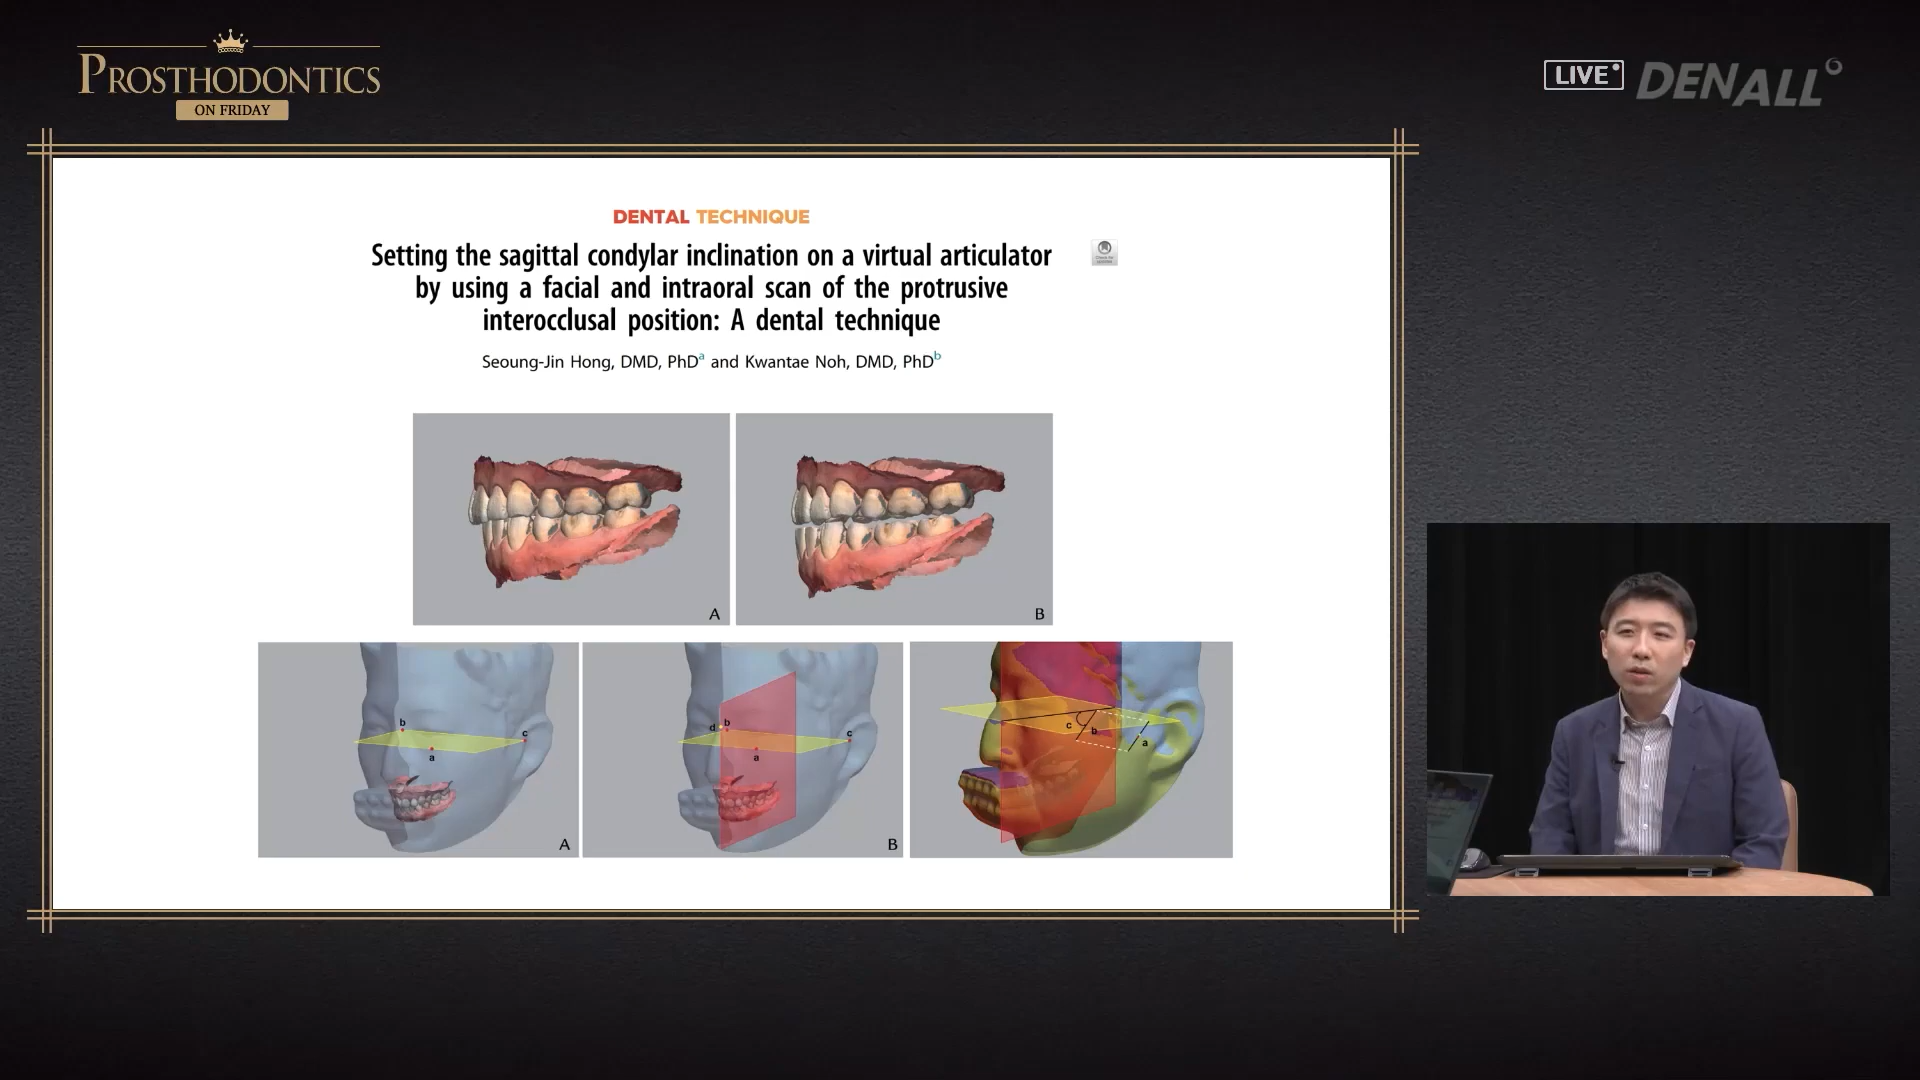 PROSTHODONTICS
ON FRIDAY
LIVE
DENALL
DENTAL TECHNIQUE
Setting the sagittal condylar inclination on a virtual articulator
by using a facial and intraoral scan of the protrusive
interocclusal position: A dental technique
Seoung-Jin Hong, DMD, PhDa and Kwantae Noh, DMD, PhDb
A
B
b
c
a
A
d
b
c
a
B
c
b
a